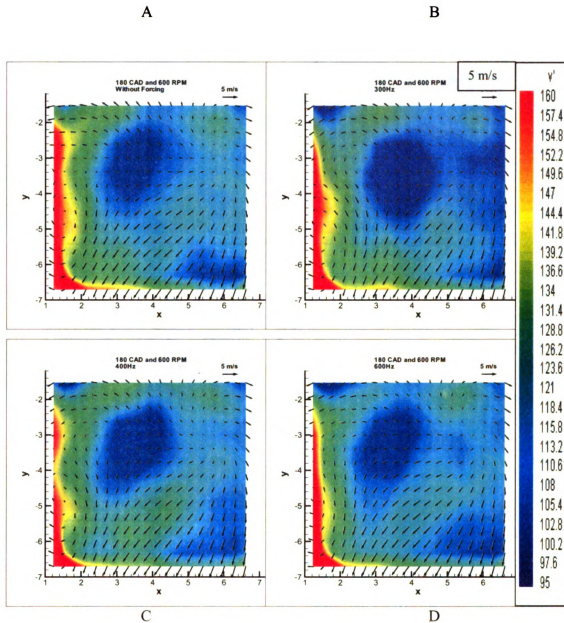 A B
180 CAD and 600 RPM
Without Forcing
5 m/s
180 CAD and 600 RPM
300Hz
5 m/s
γ'
160
157.4
154.8
152.2
149.6
147
144.4
141.8
139.2
136.6
134
131.4
128.8
126.2
123.6
121
118.4
115.8
113.2
110.6
108
105.4
102.8
100.2
97.6
95
y
-2
-3
-4
-5
-6
-7
1 2 3 4 5 6
x
y
-2
-3
-4
-5
-6
-7
1 2 3 4 5 6
x
180 CAD and 600 RPM
400Hz
5 m/s
180 CAD and 600 RPM
600Hz
5 m/s
y
-2
-3
-4
-5
-6
-7
1 2 3 4 5 6 7
x
y
-2
-3
-4
-5
-6
-7
1 2 3 4 5 6
x
C D